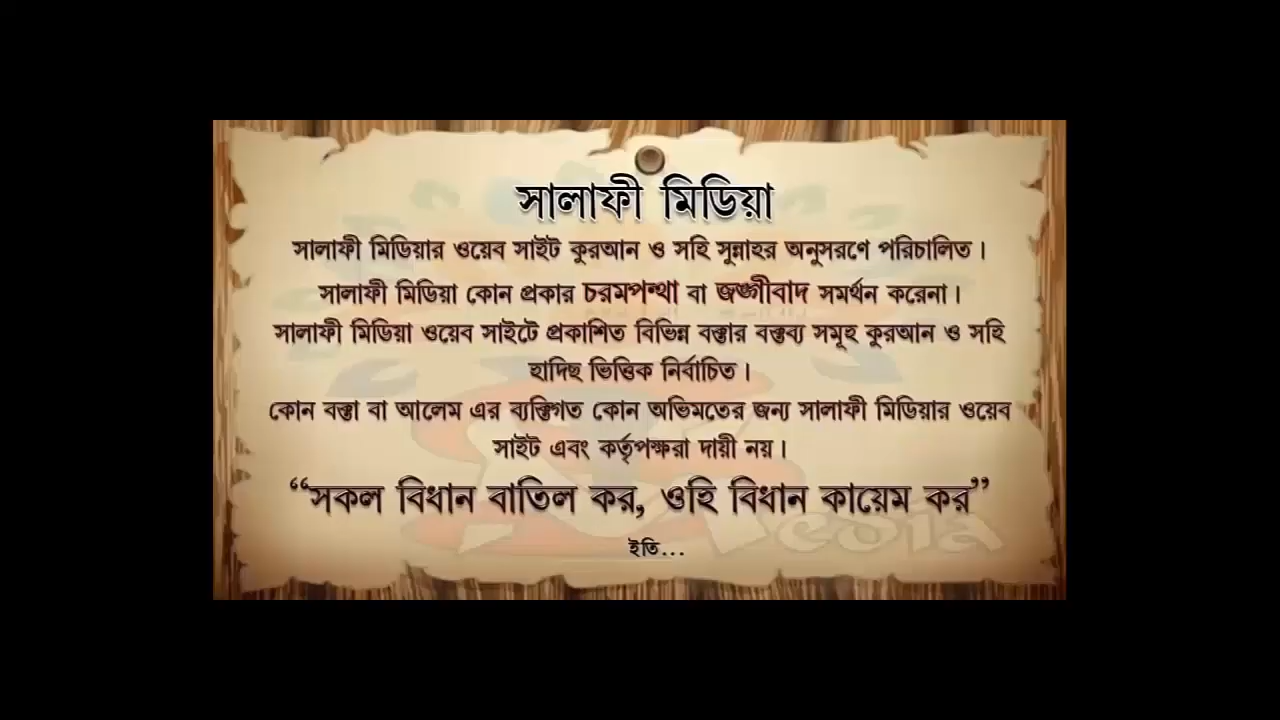 সালাফী মিডিয়া
সালাফী মিডিয়ার ওয়েব সাইট কুরআন ও সহি সুন্নাহর অনুসরণে পরিচালিত।
সালাফী মিডিয়া কোন প্রকার চরমপন্থা বা জঙ্গীবাদ সমর্থন করেনা।
সালাফী মিডিয়া ওয়েব সাইটে প্রকাশিত বিভিন্ন বক্তার বক্তব্য সমূহ কুরআন ও সহি
হাদিছ ভিত্তিক নির্বাচিত।
কোন বক্তা বা আলেম এর ব্যক্তিগত কোন অভিমতের জন্য সালাফী মিডিয়ার ওয়েব
সাইট এবং কর্তৃপক্ষরা দায়ী নয়।
“সকল বিধান বাতিল কর, ওহি বিধান কায়েম কর”
ইতি...